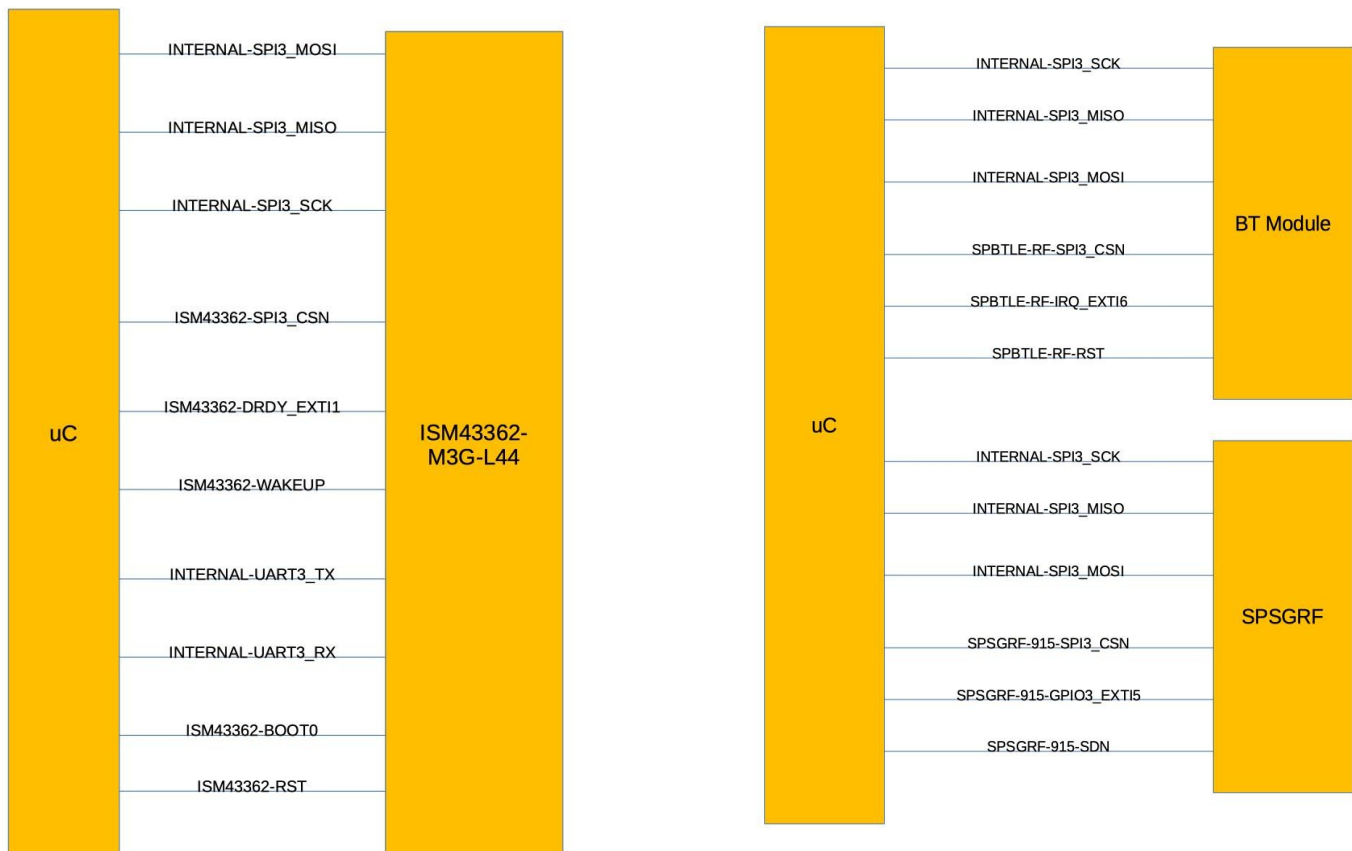 uC
INTERNAL-SPI3_MOSI
INTERNAL-SPI3_MISO
INTERNAL-SPI3_SCK
ISM43362-SPI3_CSN
ISM43362-DRDY_EXTI1
ISM43362-WAKEUP
INTERNAL-UART3_TX
INTERNAL-UART3_RX
ISM43362-BOOT0
ISM43362-RST
ISM43362-
M3G-L44
uC
INTERNAL-SPI3_SCK
INTERNAL-SPI3_MISO
INTERNAL-SPI3_MOSI
SPBTLE-RF-SPI3_CSN
SPBTLE-RF-IRQ_EXTI6
SPBTLE-RF-RST
BT Module
INTERNAL-SPI3_SCK
INTERNAL-SPI3_MISO
INTERNAL-SPI3_MOSI
SPSGRF-915-SPI3_CSN
SPSGRF-915-GPIO3_EXTI5
SPSGRF-915-SDN
SPSGRF